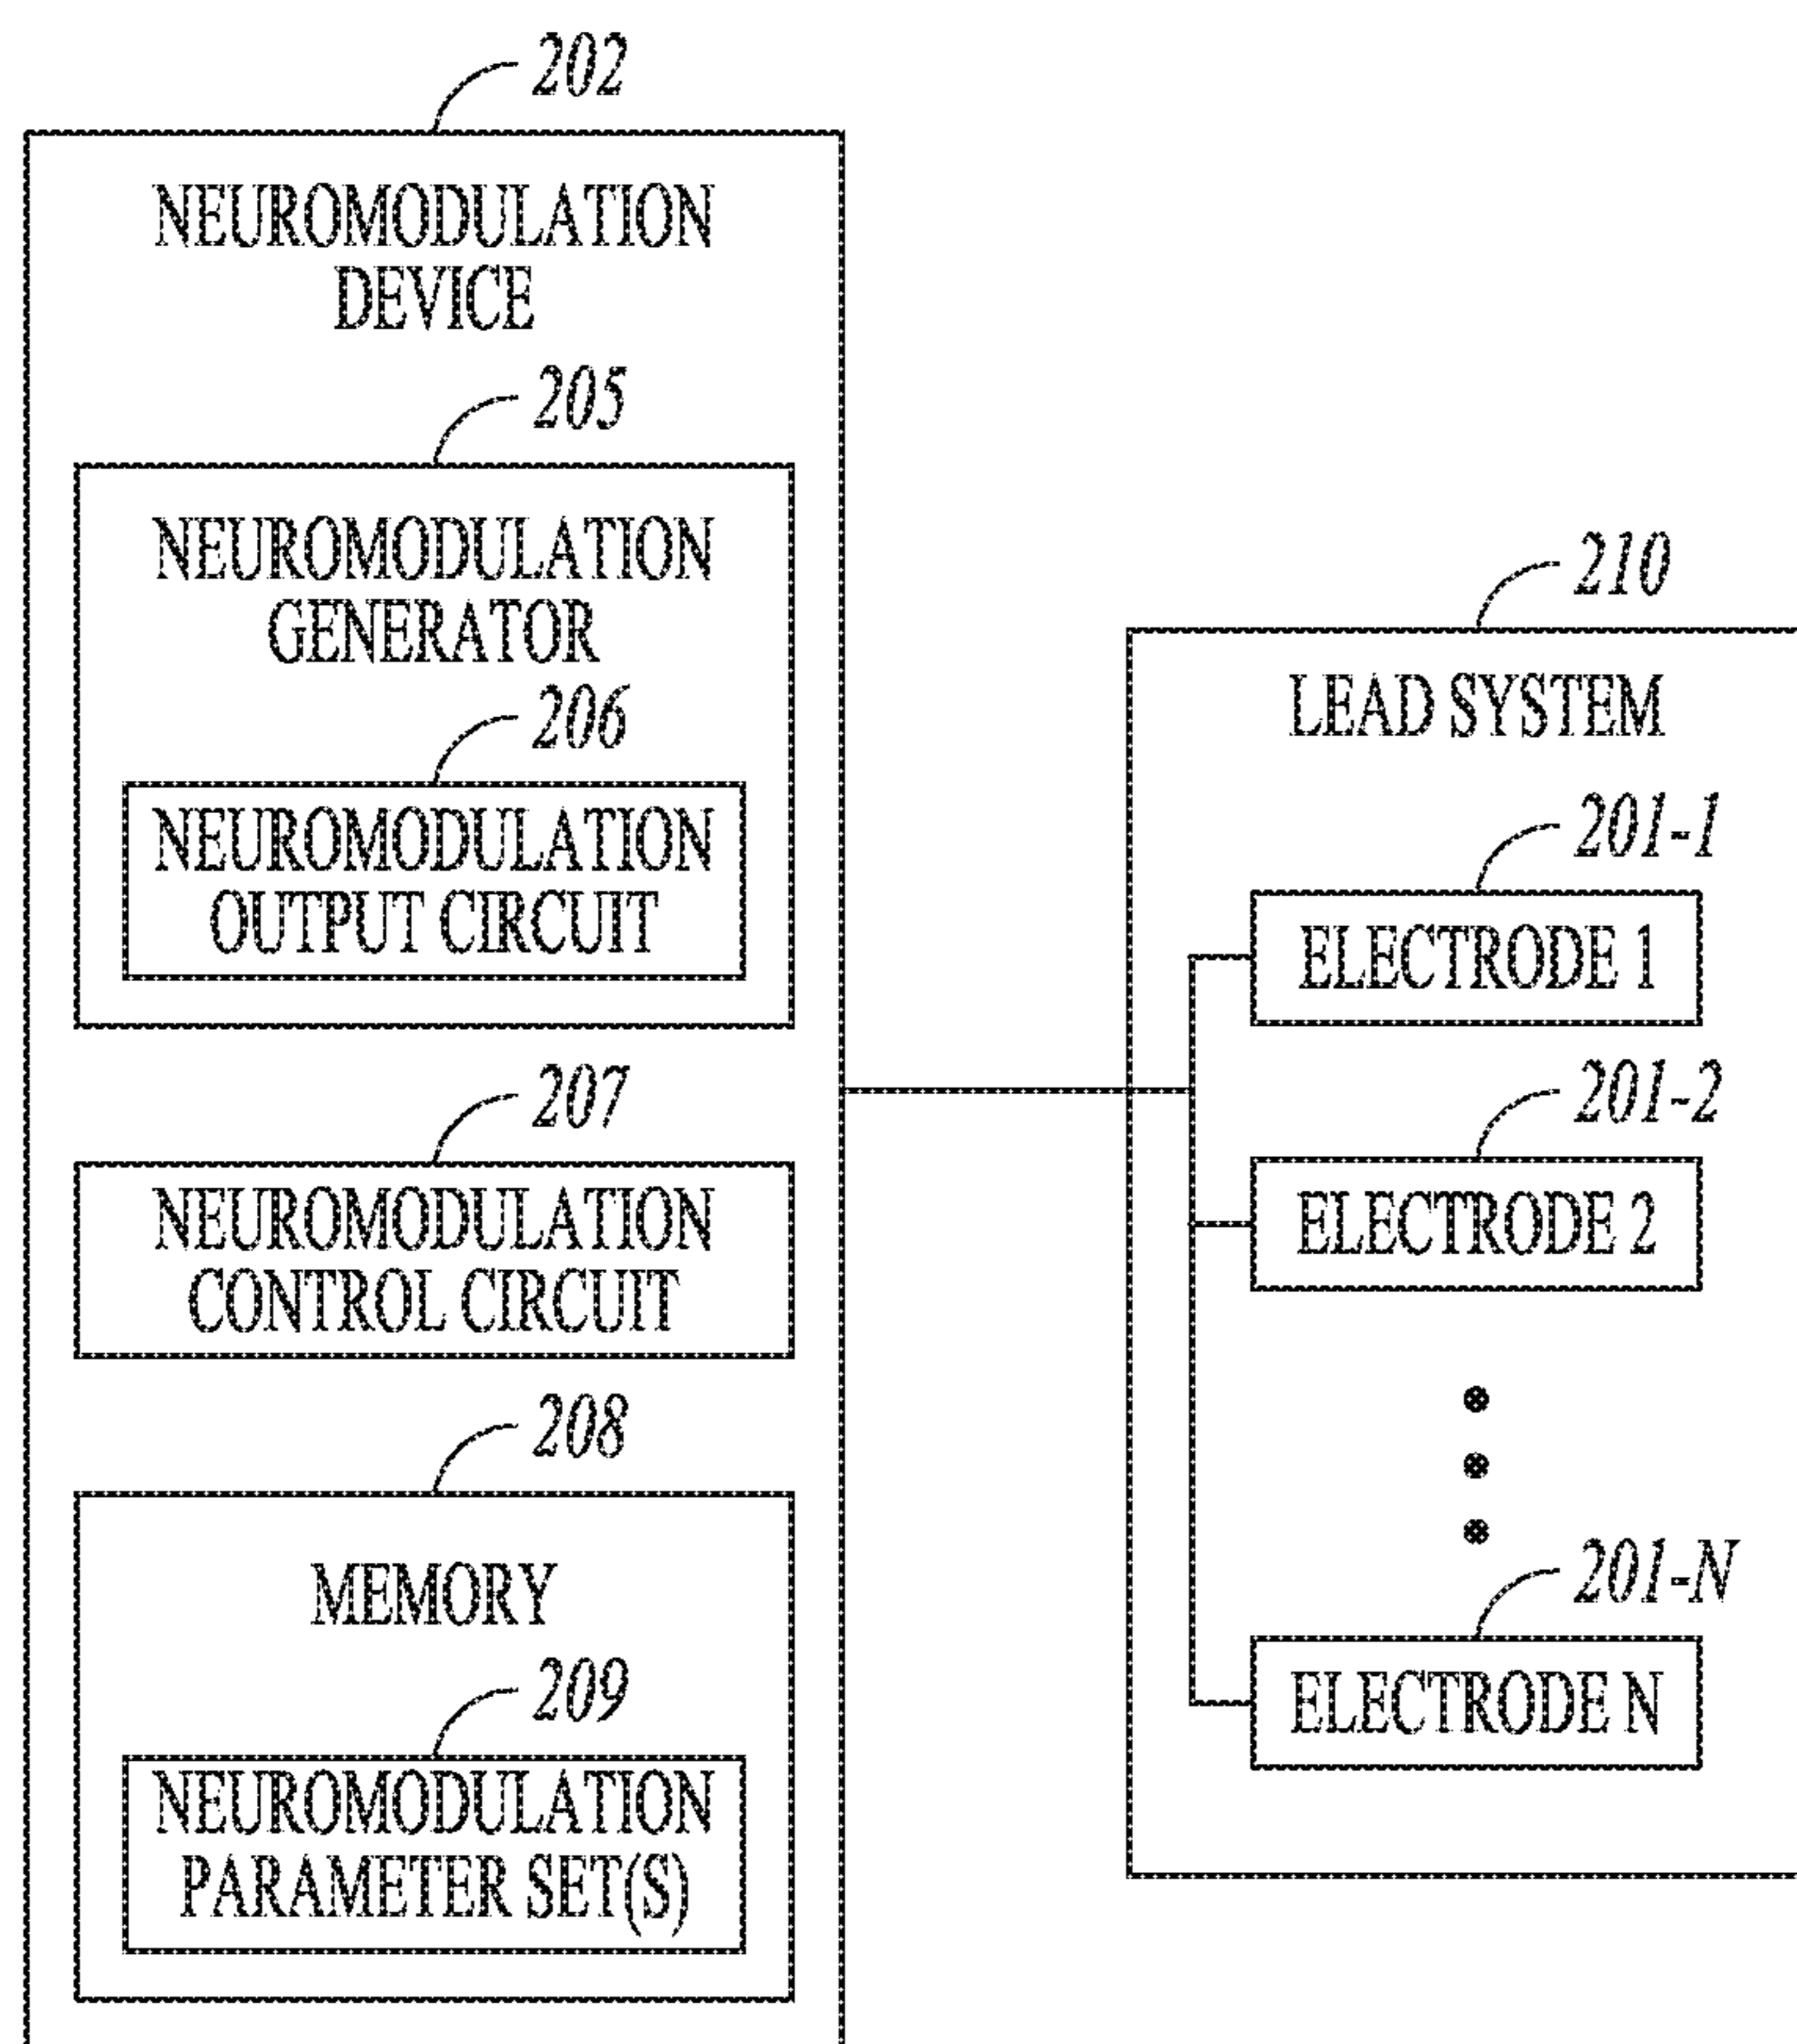 202
NEUROMODULATION
DEVICE
205
NEUROMODULATION
GENERATOR
206
NEUROMODULATION
OUTPUT CIRCUIT
207
NEUROMODULATION
CONTROL CIRCUIT
208
MEMORY
209
NEUROMODULATION
PARAMETER SET(S)
210
LEAD SYSTEM
201-1
ELECTRODE 1
201-2
ELECTRODE 2
201-N
ELECTRODE N